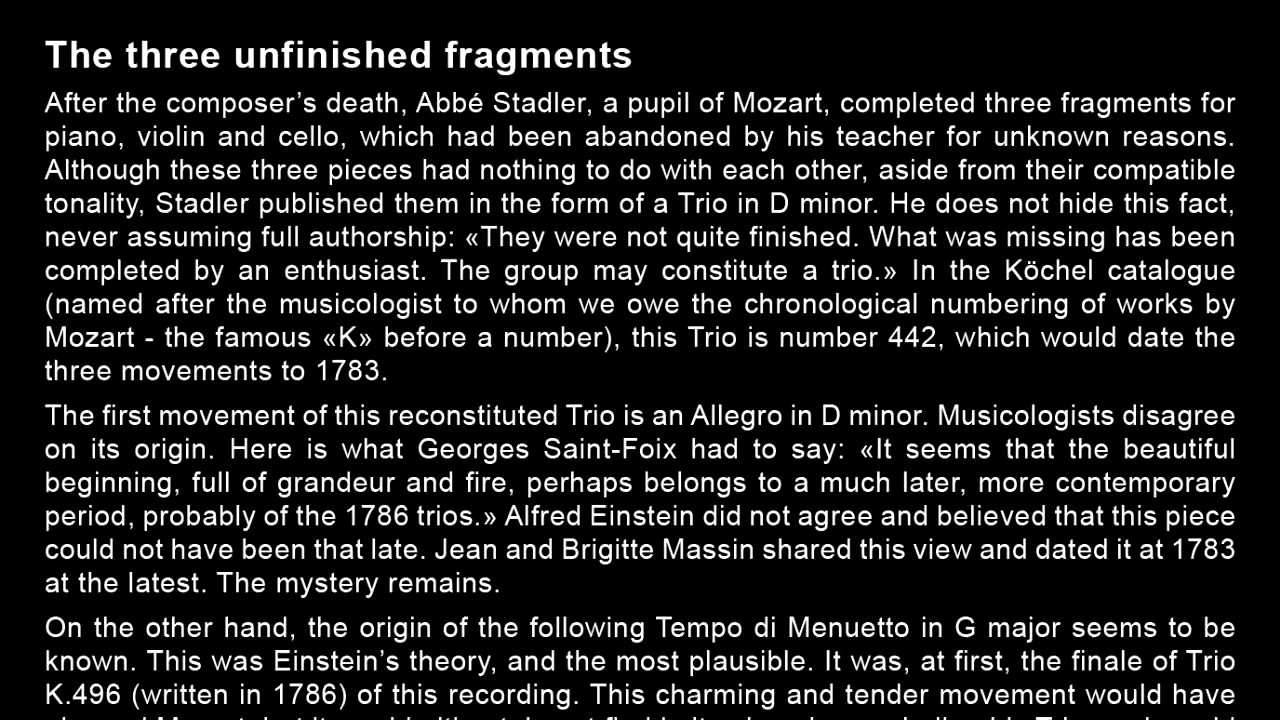 The three unfinished fragments
After the composer’s death, Abbé Stadler, a pupil of Mozart, completed three fragments for
piano, violin and cello, which had been abandoned by his teacher for unknown reasons.
Although these three pieces had nothing to do with each other, aside from their compatible
tonality, Stadler published them in the form of a Trio in D minor. He does not hide this fact,
never assuming full authorship: «They were not quite finished. What was missing has been
completed by an enthusiast. The group may constitute a trio.» In the Köchel catalogue
(named after the musicologist to whom we owe the chronological numbering of works by
Mozart - the famous «K» before a number), this Trio is number 442, which would date the
three movements to 1783.
The first movement of this reconstituted Trio is an Allegro in D minor. Musicologists disagree
on its origin. Here is what Georges Saint-Foix had to say: «It seems that the beautiful
beginning, full of grandeur and fire, perhaps belongs to a much later, more contemporary
period, probably of the 1786 trios.» Alfred Einstein did not agree and believed that this piece
could not have been that late. Jean and Brigitte Massin shared this view and dated it at 1783
at the latest. The mystery remains.
On the other hand, the origin of the following Tempo di Menuetto in G major seems to be
known. This was Einstein’s theory, and the most plausible. It was, at first, the finale of Trio
K.496 (written in 1786) of this recording. This charming and tender movement would have